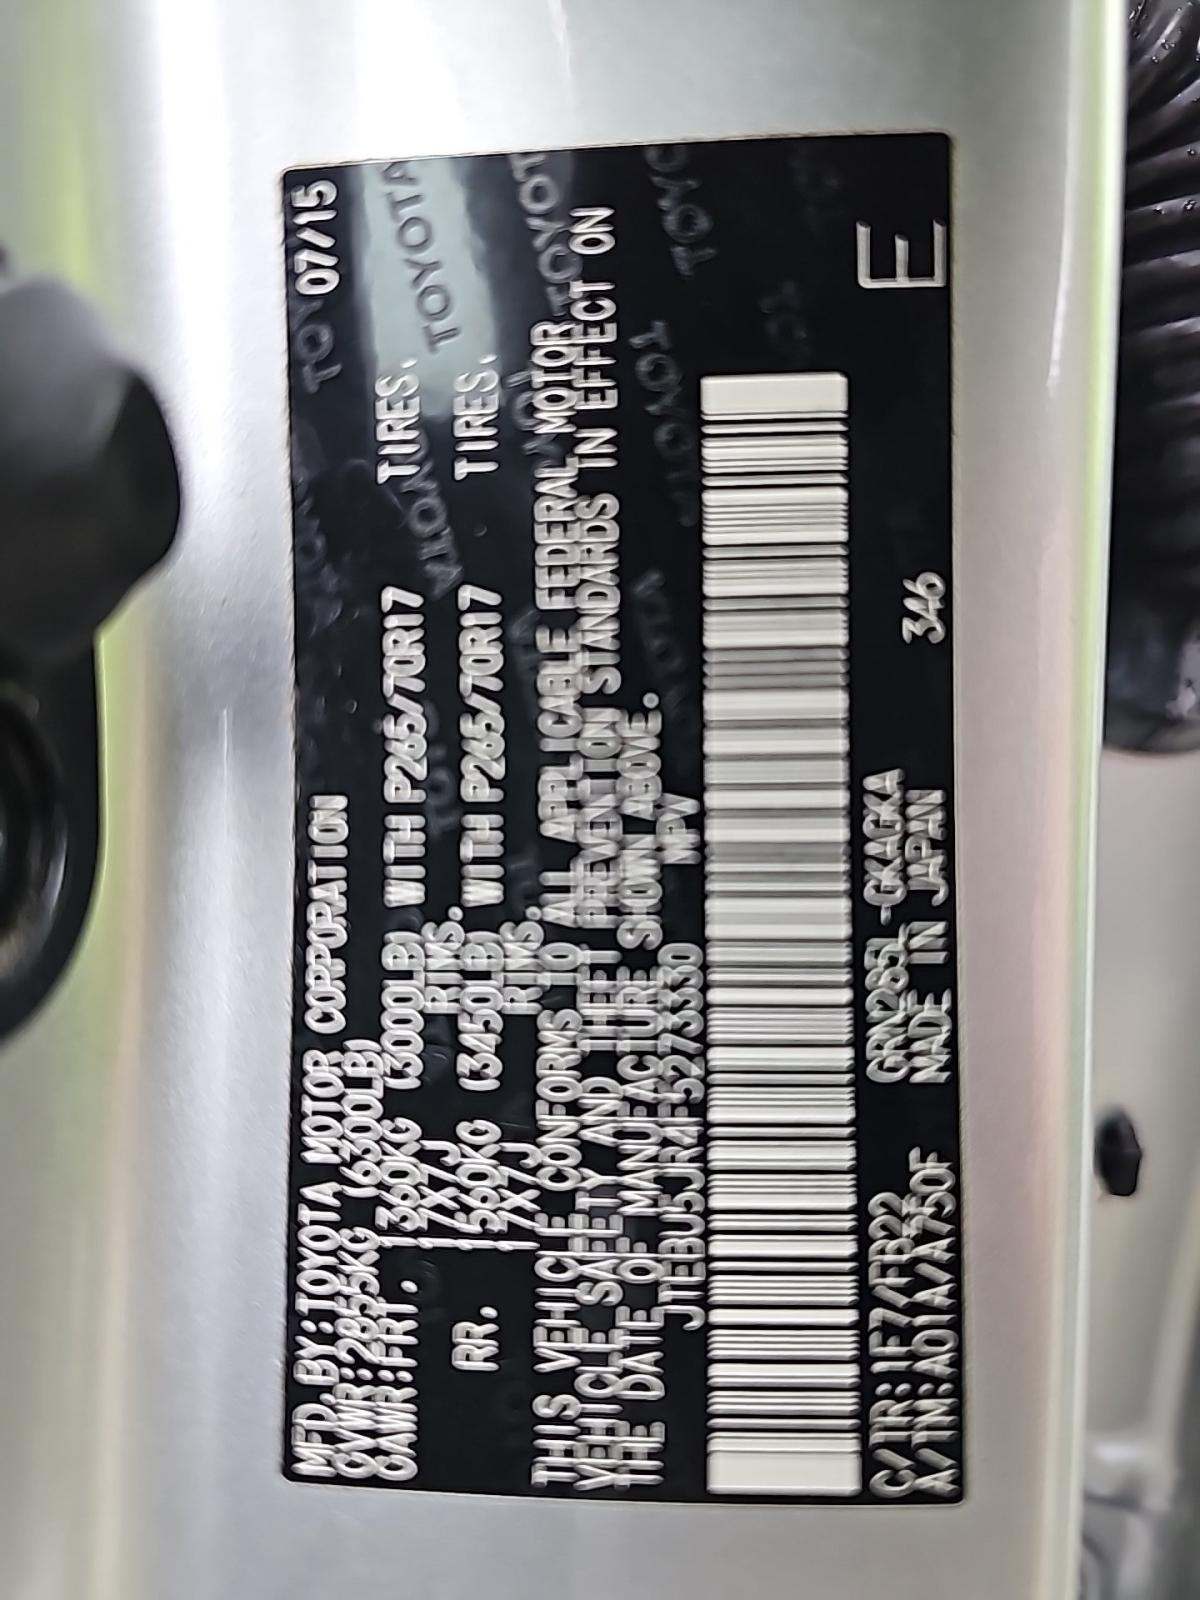 MFD.BY:TOYOTA MOTOR CORPORATION 07/15
GVWR:2855KG (6300LB)
GAWR:FRT. 1360KG (3000LB) WITH P265/70R17 TIRES,
17X7J RIMS.
RR. 1560KG (3450LB) WITH P265/70R17 TIRES,
17X7J RIMS.
THIS VEHICLE CONFORMS TO ALL APPLICABLE FEDERAL MOTOR
VEHICLE SAFETY AND THEFT PREVENTION STANDARDS IN EFFECT ON
THE DATE OF MANUFACTURE SHOWN ABOVE.
JTEBU5JR2F5273330 MPV
C/TR:1F7/FB22 GRN285L-GKAGKA
A/TM:A01A/A750F MADE IN JAPAN 346
E